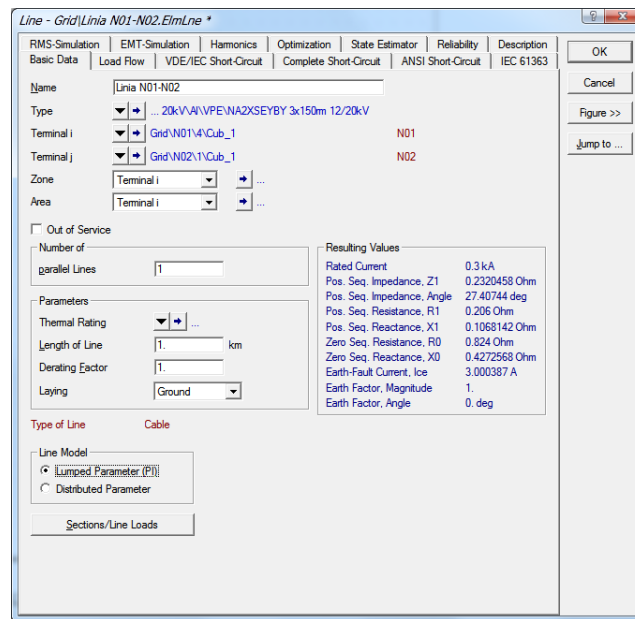 Line - Grid\Linia N01-N02.ElmLne *
RMS-Simulation EMT-Simulation Harmonics Optimization State Estimator Reliability Description
Basic Data Load Flow VDE/IEC Short-Circuit Complete Short-Circuit ANSI Short-Circuit IEC 61363
OK
Cancel
Figure >>
Jump to ...
Name Linia N01-N02
Type ... 20kV\Al\VPE\NA2XSEYBY 3x150m 12/20kV
Terminal i Grid\N01\4\Cub_1 N01
Terminal j Grid\N02\1\Cub_1 N02
Zone Terminal i ...
Area Terminal i ...
Out of Service
Number of
parallel Lines 1
Parameters
Thermal Rating ...
Length of Line 1. km
Derating Factor 1.
Laying Ground
Resulting Values
Rated Current 0.3 kA
Pos. Seq. Impedance, Z1 0.2320458 Ohm
Pos. Seq. Impedance, Angle 27.40744 deg
Pos. Seq. Resistance, R1 0.206 Ohm
Pos. Seq. Reactance, X1 0.1068142 Ohm
Zero Seq. Resistance, R0 0.824 Ohm
Zero Seq. Reactance, X0 0.4272568 Ohm
Earth-Fault Current, Ice 3.000387 A
Earth Factor, Magnitude 1.
Earth Factor, Angle 0. deg
Type of Line Cable
Line Model
Lumped Parameter (PI)
Distributed Parameter
Sections/Line Loads